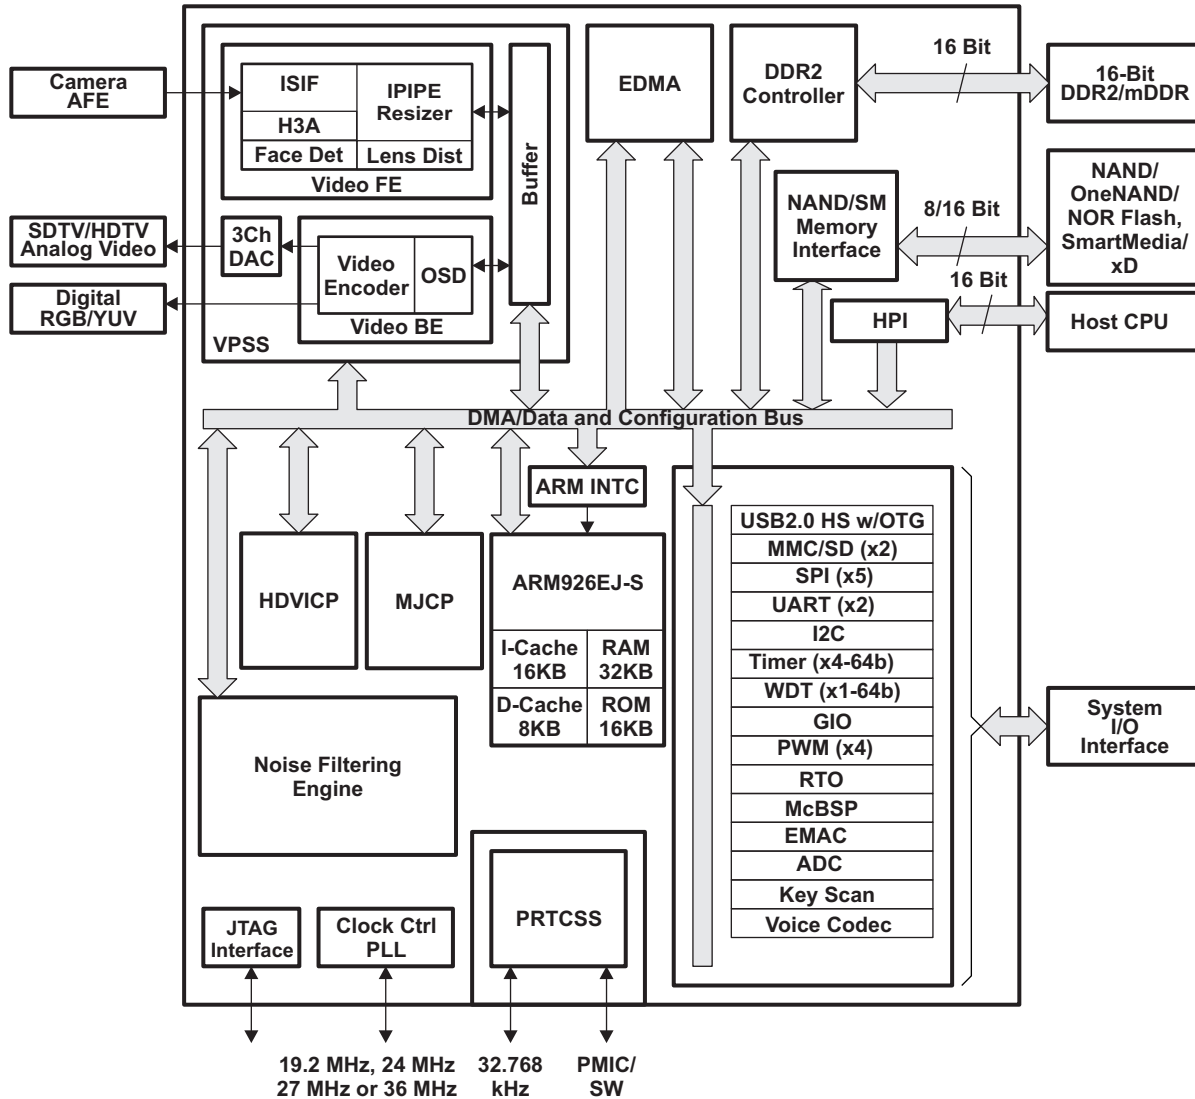 Camera
AFE
ISIF
H3A
Face Det
IPIPE
Resizer
Lens Dist
Video FE
Buffer
SDTV/HDTV
Analog Video
3Ch
DAC
Video
Encoder
OSD
Video BE
Digital
RGB/YUV
VPSS
EDMA
DDR2
Controller
16 Bit
16-Bit
DDR2/mDDR
NAND/SM
Memory
Interface
8/16 Bit
NAND/
OneNAND/
NOR Flash,
SmartMedia/
xD
HPI
16 Bit
Host CPU
DMA/Data and Configuration Bus
HDVICP
MJCP
ARM INTC
ARM926EJ-S
I-Cache
16KB
RAM
32KB
D-Cache
8KB
ROM
16KB
Noise Filtering
Engine
USB2.0 HS w/OTG
MMC/SD (x2)
SPI (x5)
UART (x2)
I2C
Timer (x4-64b)
WDT (x1-64b)
GIO
PWM (x4)
RTO
McBSP
EMAC
ADC
Key Scan
Voice Codec
System
I/O
Interface
JTAG
Interface
Clock Ctrl
PLL
PRTCSS
19.2 MHz, 24 MHz
27 MHz or 36 MHz
32.768
kHz
PMIC/
SW